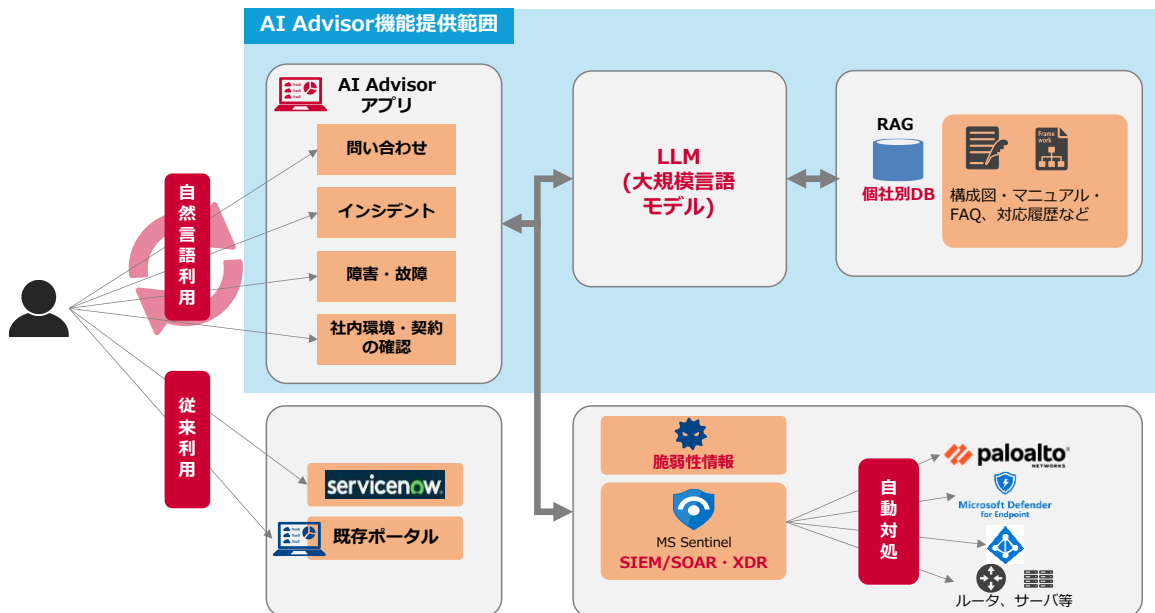 AI Advisor機能提供範囲
AI Advisor
アプリ
問い合わせ
インシデント
障害・故障
社内環境・契約
の確認
LLM
(大規模言語
モデル)
RAG
個社別DB
Frame
work
構成図・マニュアル・
FAQ、対応履歴など
自然言語利用
従来利用
servicenow.
既存ポータル
脆弱性情報
MS Sentinel
SIEM/SOAR・XDR
自動対処
paloalto®
NETWORKS
Microsoft Defender
for Endpoint
ルータ、サーバ等